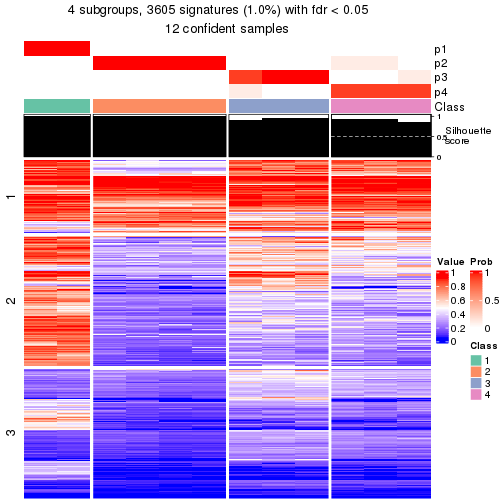 4 subgroups, 3605 signatures (1.0%) with fdr < 0.05
12 confident samples
p1
p2
p3
p4
Class
1
0.5
0
Silhouette
score
1
2
3
Value
1
0.8
0.6
0.4
0.2
0
Prob
1
0.5
0
Class
1
2
3
4